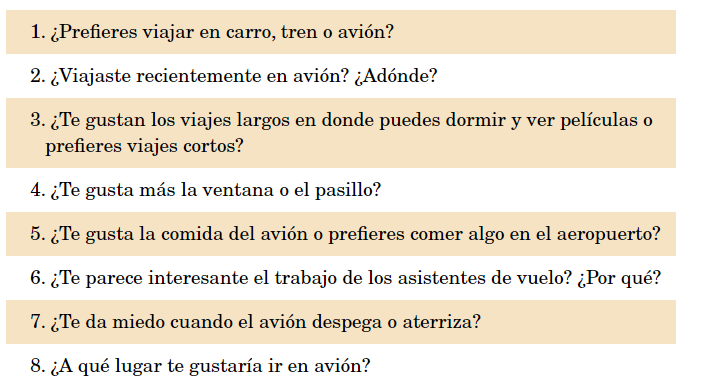 1. ¿Prefieres viajar en carro, tren o avión?
2. ¿Viajaste recientemente en avión? ¿Adónde?
3. ¿Te gustan los viajes largos en donde puedes dormir y ver películas o
prefieres viajes cortos?
4. ¿Te gusta más la ventana o el pasillo?
5. ¿Te gusta la comida del avión o prefieres comer algo en el aeropuerto?
6. ¿Te parece interesante el trabajo de los asistentes de vuelo? ¿Por qué?
7. ¿Te da miedo cuando el avión despega o aterriza?
8. ¿A qué lugar te gustaría ir en avión?